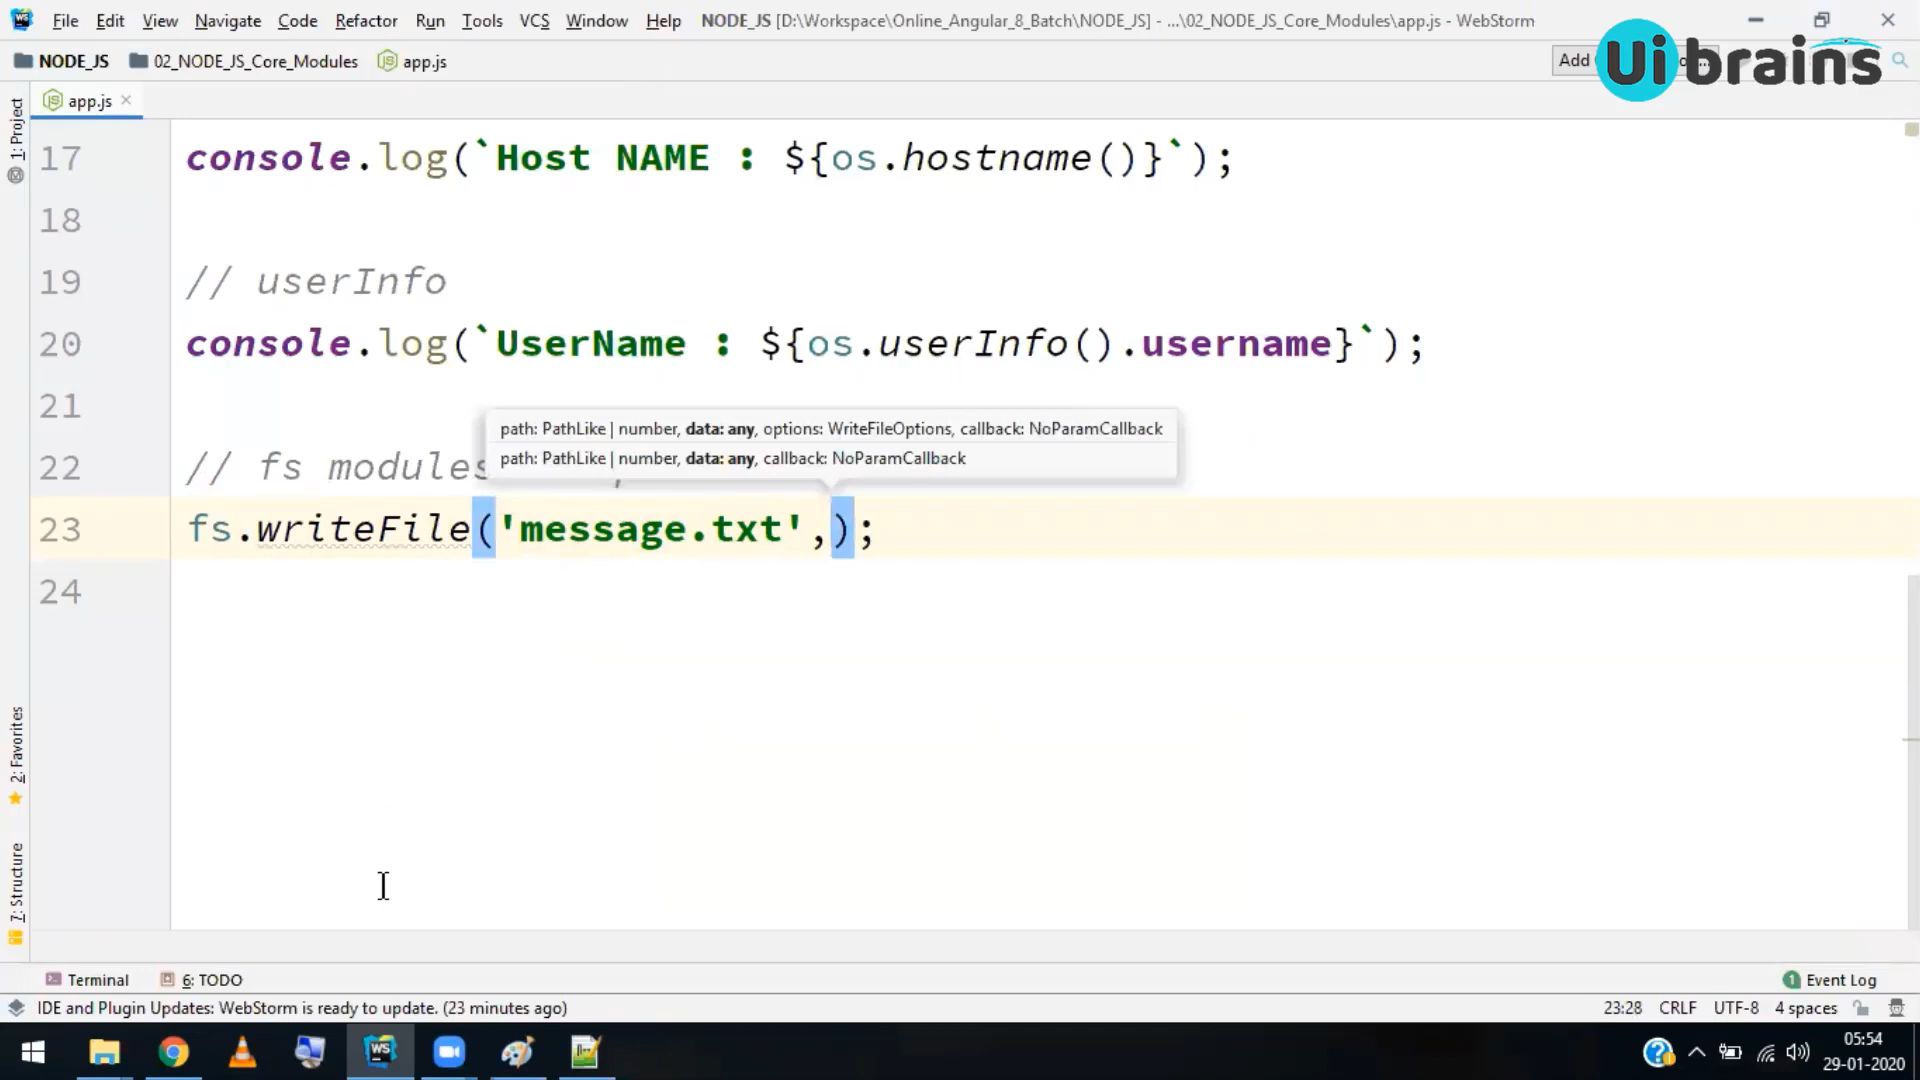 File Edit View Navigate Code Refactor Run Tools VCS Window Help NODE_JS [D:\Workspace\Online_Angular_8_Batch\NODE_JS] - ...\02_NODE_JS_Core_Modules\app.js - WebStorm
NODE_JS 02_NODE_JS_Core_Modules app.js Add
Ui brains
app.js
1: Project
17 console.log(`Host NAME : ${os.hostname()}`);
18
19 // userInfo
20 console.log(`UserName : ${os.userInfo().username}`);
21
path: PathLike | number, data: any, options: WriteFileOptions, callback: NoParamCallback
path: PathLike | number, data: any, callback: NoParamCallback
22 // fs modules
23 fs.writeFile('message.txt',);
24
2: Favorites
7: Structure
Terminal 6: TODO 1 Event Log
IDE and Plugin Updates: WebStorm is ready to update. (23 minutes ago) 23:28 CRLF UTF-8 4 spaces
WS
05:54
29-01-2020